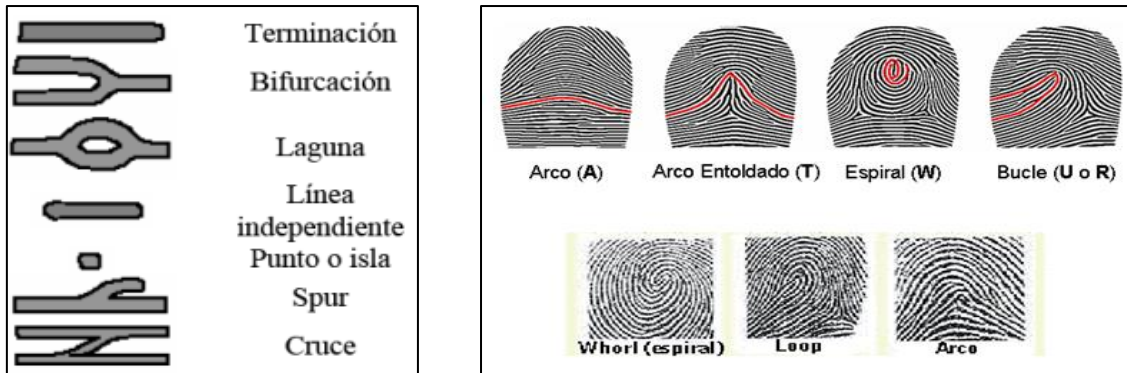 Terminación
Bifurcación
Laguna
Línea
independiente
Punto o isla
Spur
Cruce
Arco (A)
Arco Entoldado (T)
Espiral (W)
Bucle (U o R)
Whorl (espiral)
Loop
Arco